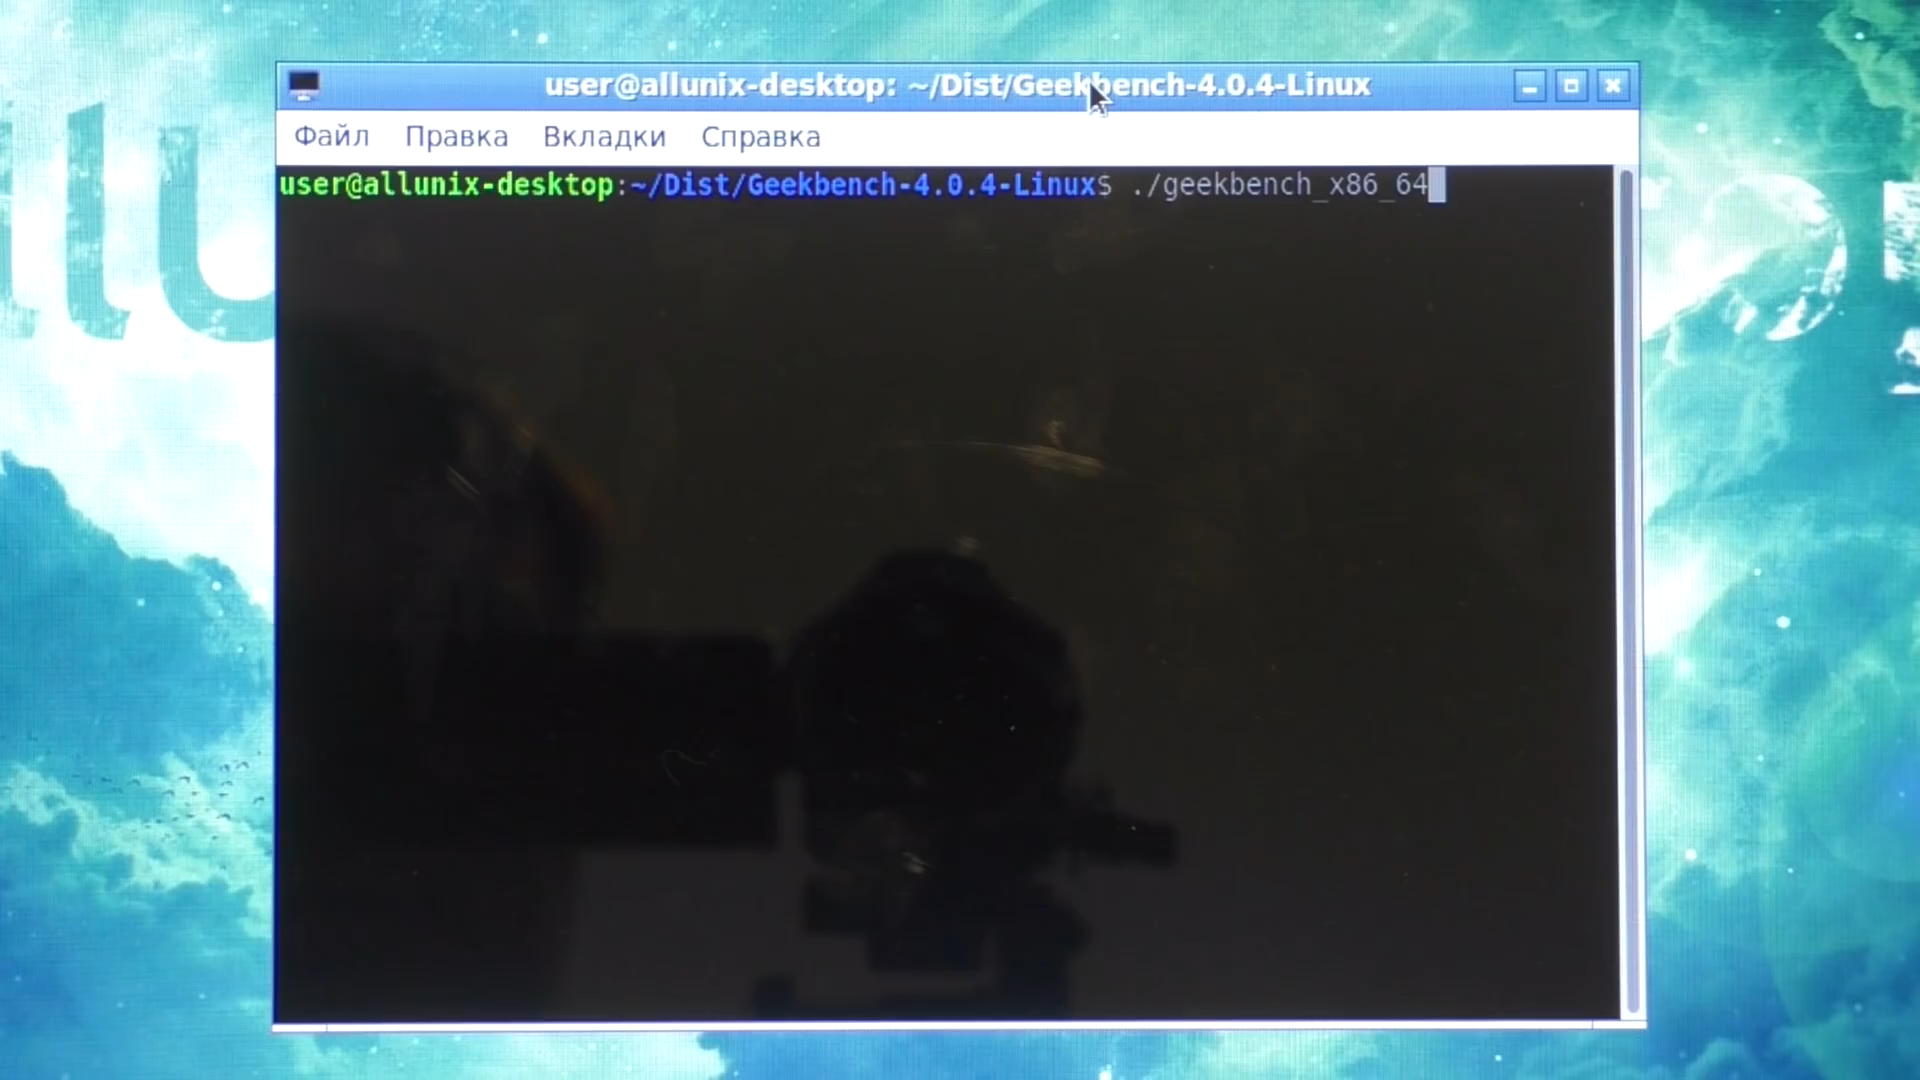 user@allunix-desktop: ~/Dist/Geekbench-4.0.4-Linux
Файл Правка Вкладки Справка
user@allunix-desktop:~/Dist/Geekbench-4.0.4-Linux$ ./geekbench_x86_64